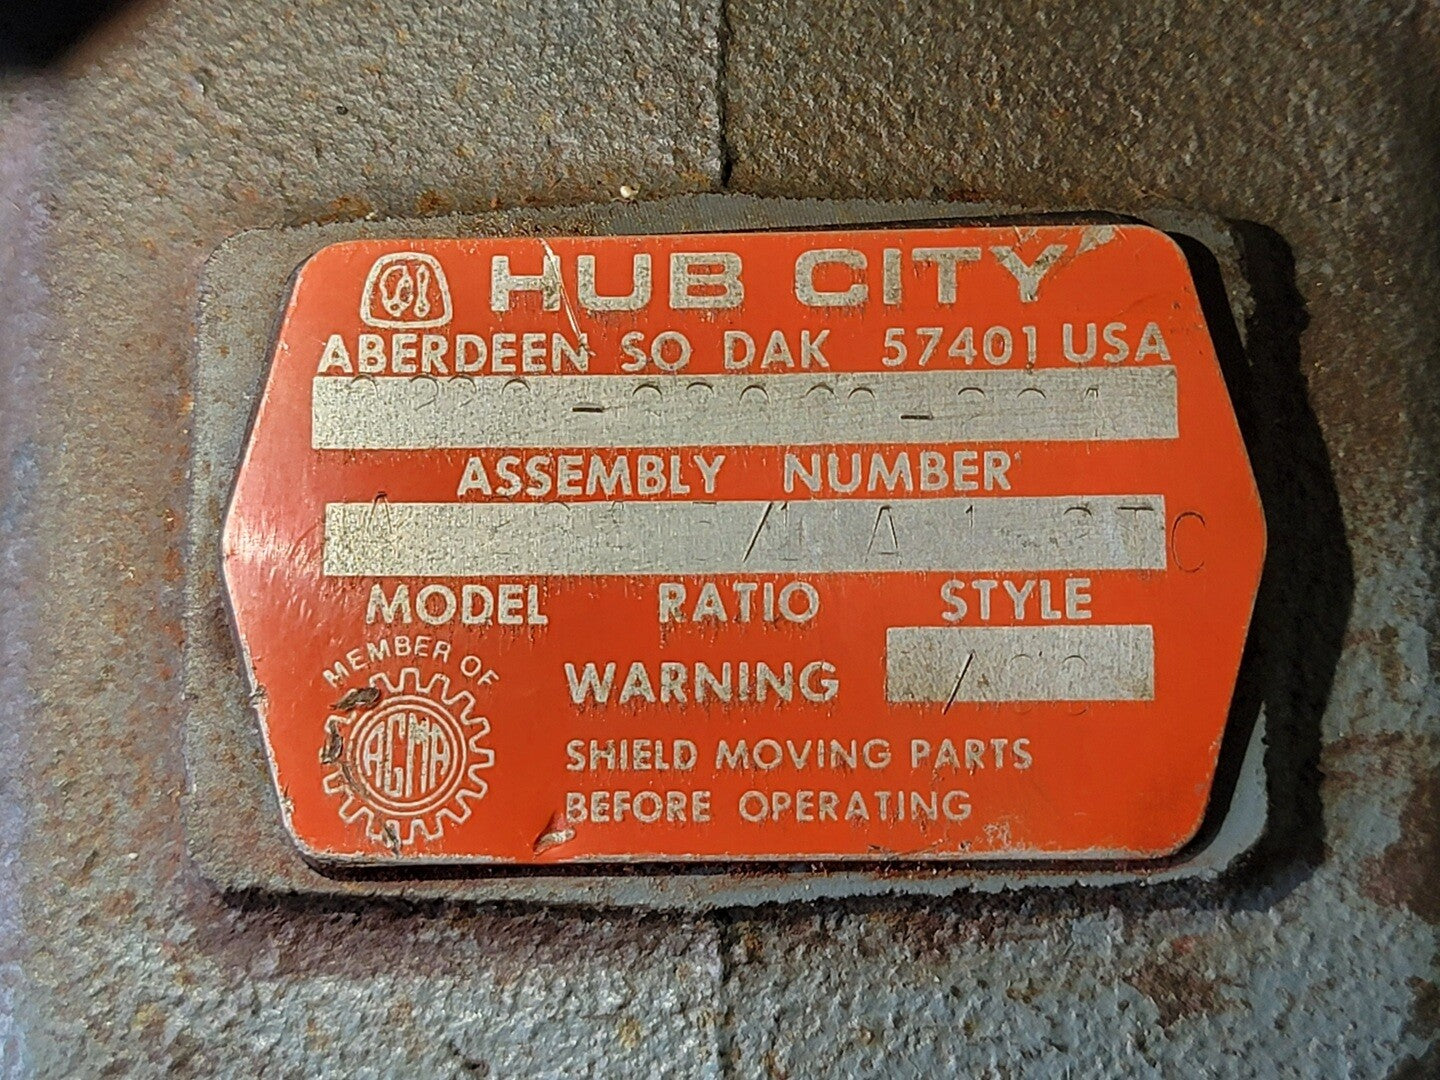 HUB CITY
ABERDEEN SO DAK 57401 USA
ASSEMBLY NUMBER
MODEL RATIO STYLE
MEMBER OF
AGMA
WARNING
SHIELD MOVING PARTS
BEFORE OPERATING